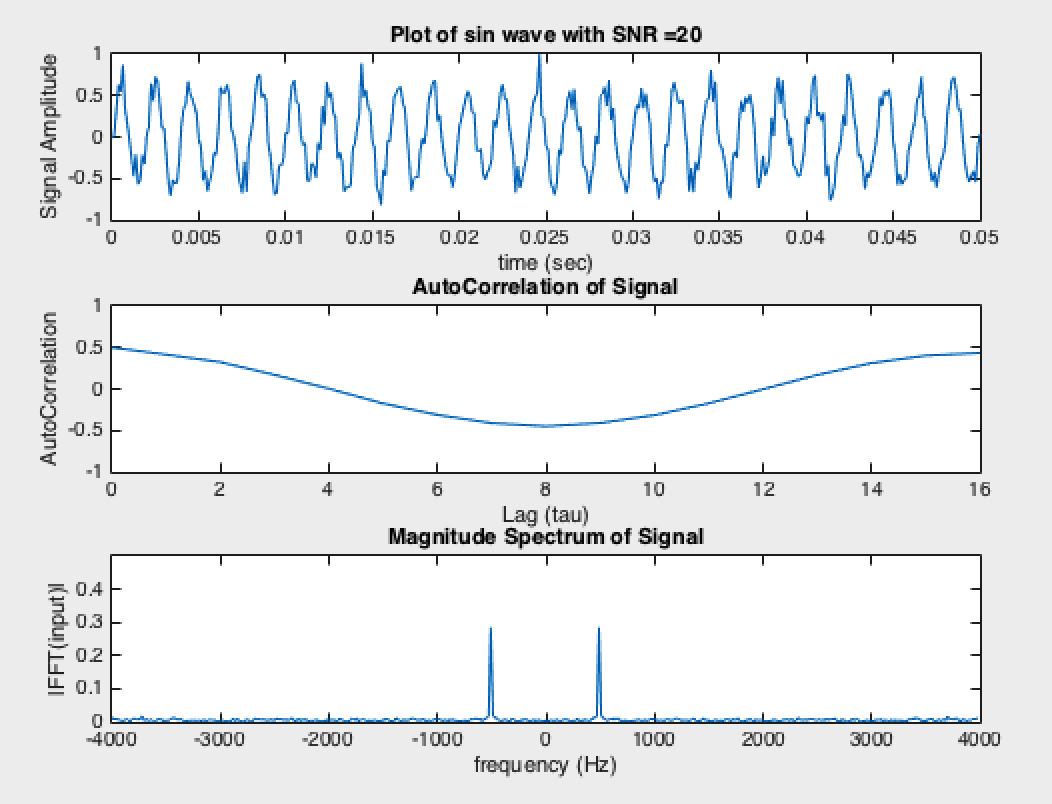 Plot of sin wave with SNR =20
Signal Amplitude
1
0.5
0
-0.5
-1
0 0.005 0.01 0.015 0.02 0.025 0.03 0.035 0.04 0.045 0.05
time (sec)
AutoCorrelation of Signal
AutoCorrelation
1
0.5
0
-0.5
-1
0 2 4 6 8 10 12 14 16
Lag (tau)
Magnitude Spectrum of Signal
|FFT(input)|
0.4
0.3
0.2
0.1
0
-4000 -3000 -2000 -1000 0 1000 2000 3000 4000
frequency (Hz)